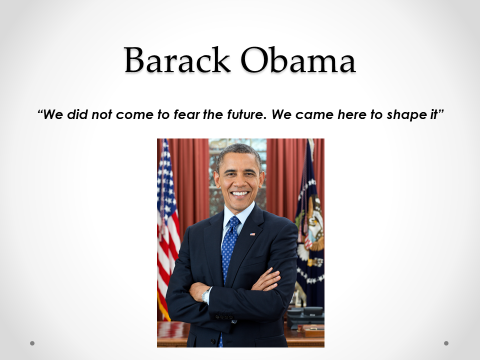 Barack Obama
“We did not come to fear the future. We came here to shape it”